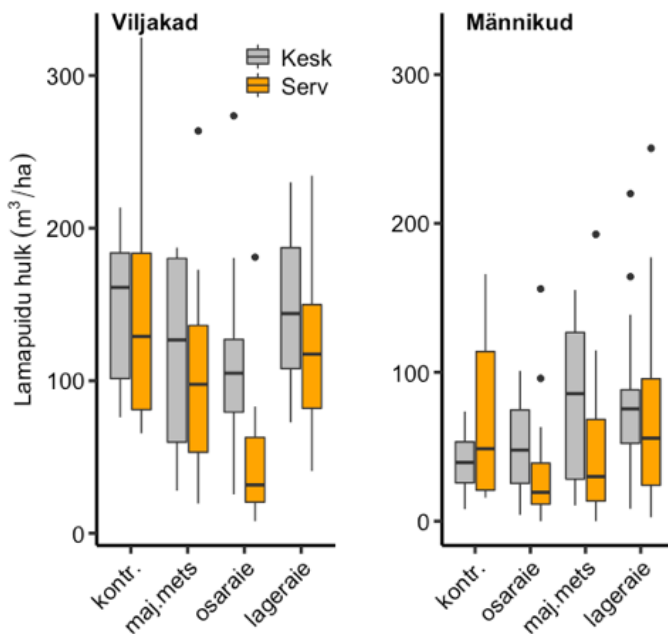 Viljakad
Kesk
Serv
Lamapuidu hulk (m³/ha)
300
200
100
0
kontr.
maj.mets
osaraie
lageraie
Männikud
300
200
100
0
kontr.
osaraie
maj.mets
lageraie